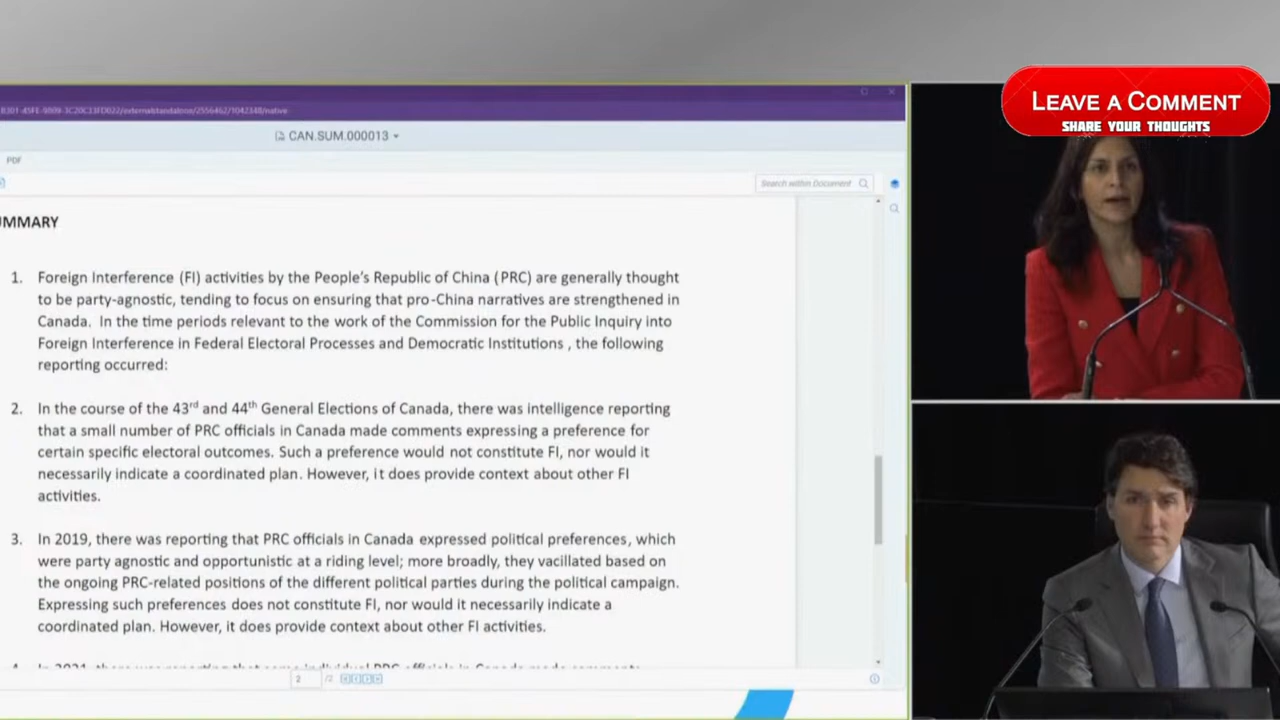 CAN.SUM.000013
PDF
Search within Document
LEAVE A COMMENT
SHARE YOUR THOUGHTS
1. Foreign Interference (FI) activities by the People's Republic of China (PRC) are generally thought
to be party-agnostic, tending to focus on ensuring that pro-China narratives are strengthened in
Canada. In the time periods relevant to the work of the Commission for the Public Inquiry into
Foreign Interference in Federal Electoral Processes and Democratic Institutions , the following
reporting occurred:
2. In the course of the 43rd and 44th General Elections of Canada, there was intelligence reporting
that a small number of PRC officials in Canada made comments expressing a preference for
certain specific electoral outcomes. Such a preference would not constitute FI, nor would it
necessarily indicate a coordinated plan. However, it does provide context about other FI
activities.
3. In 2019, there was reporting that PRC officials in Canada expressed political preferences, which
were party agnostic and opportunistic at a riding level; more broadly, they vacillated based on
the ongoing PRC-related positions of the different political parties during the political campaign.
Expressing such preferences does not constitute FI, nor would it necessarily indicate a
coordinated plan. However, it does provide context about other FI activities.
2 /2